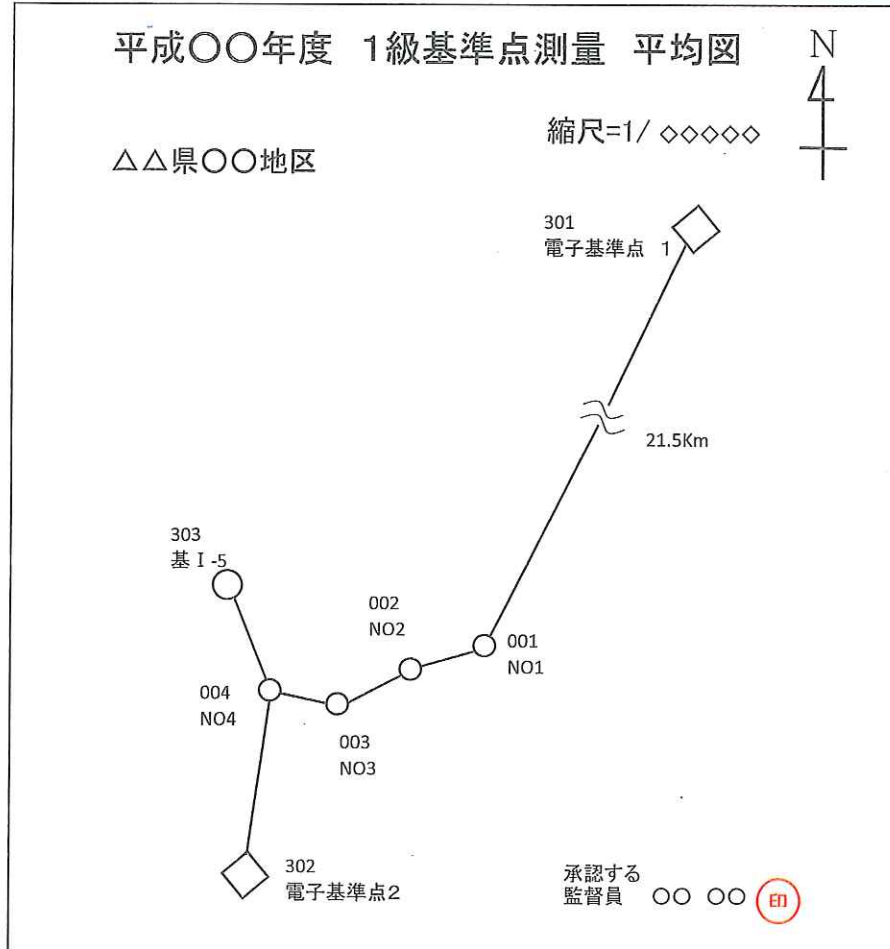 平成〇〇年度 1級基準点測量 平均図
N
縮尺=1/ ◇◇◇◇◇
△△県〇〇地区
301
電子基準点 1
21.5Km
303
基Ⅰ-5
002
NO2
001
NO1
004
NO4
003
NO3
302
電子基準点2
承認する
監督員 〇〇 〇〇 印